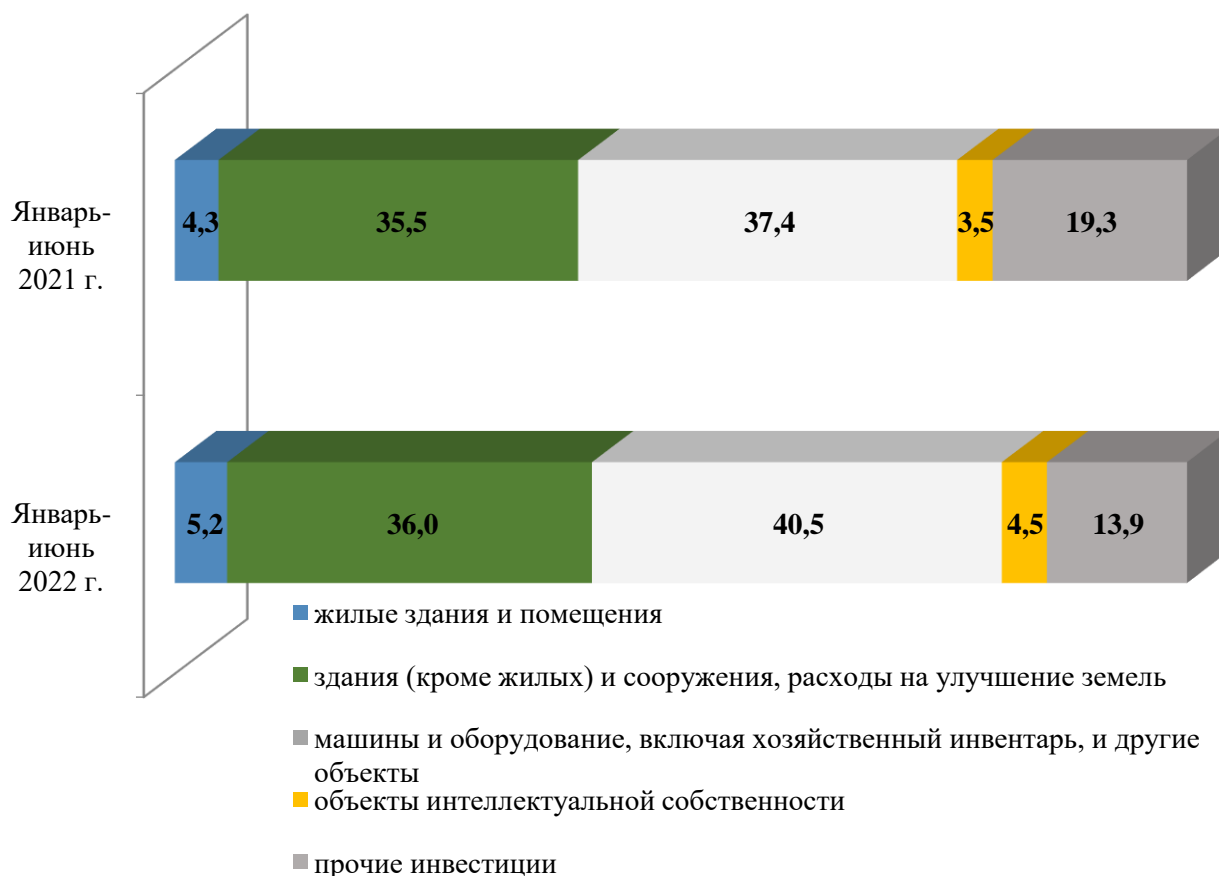 Январь-
июнь
2021 г.
4,3 35,5 37,4 3,5 19,3
Январь-
июнь
2022 г.
5,2 36,0 40,5 4,5 13,9
жилые здания и помещения
здания (кроме жилых) и сооружения, расходы на улучшение земель
машины и оборудование, включая хозяйственный инвентарь, и другие
объекты
объекты интеллектуальной собственности
прочие инвестиции